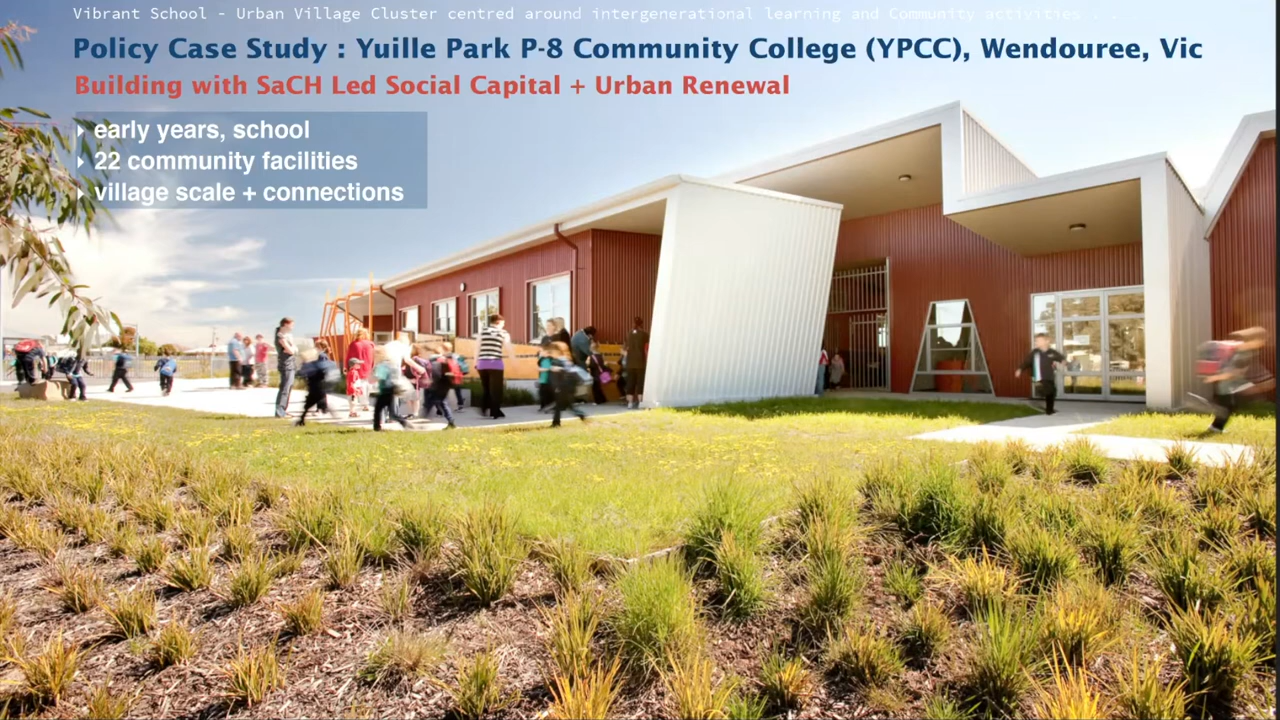 Vibrant School - Urban Village Cluster centred around intergenerational learning and Community activities . ..
Policy Case Study : Yuille Park P-8 Community College (YPCC), Wendouree, Vic
Building with SaCH Led Social Capital + Urban Renewal
early years, school
22 community facilities
village scale + connections